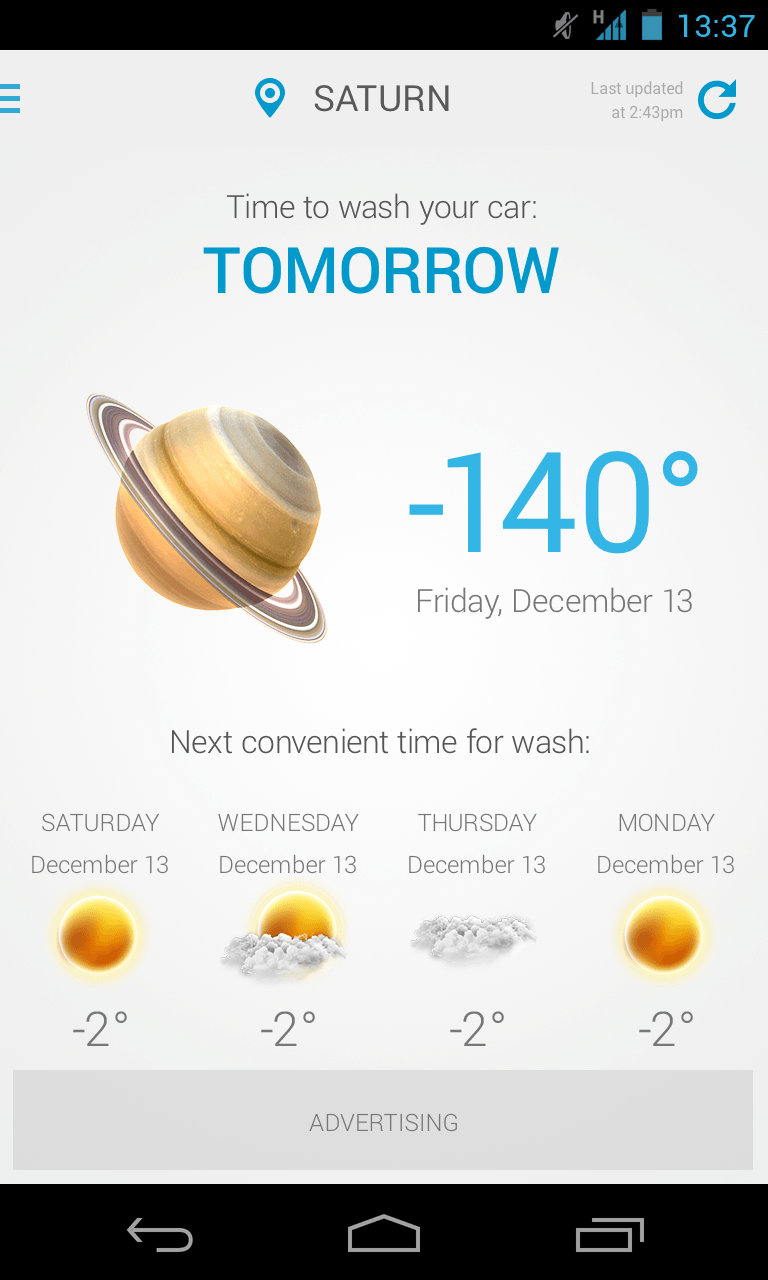 H 13:37
SATURN
Last updated
at 2:43pm
Time to wash your car:
TOMORROW
-140°
Friday, December 13
Next convenient time for wash:
SATURDAY WEDNESDAY THURSDAY MONDAY
December 13 December 13 December 13 December 13
-2° -2° -2° -2°
ADVERTISING